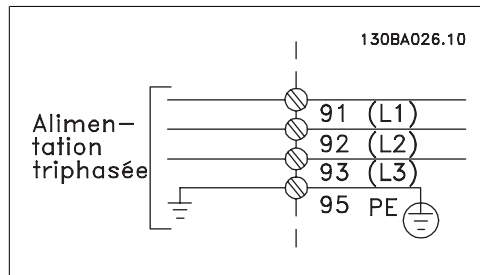 130BA026.10
Alimen-
tation
triphasée
91 (L1)
92 (L2)
93 (L3)
95 PE